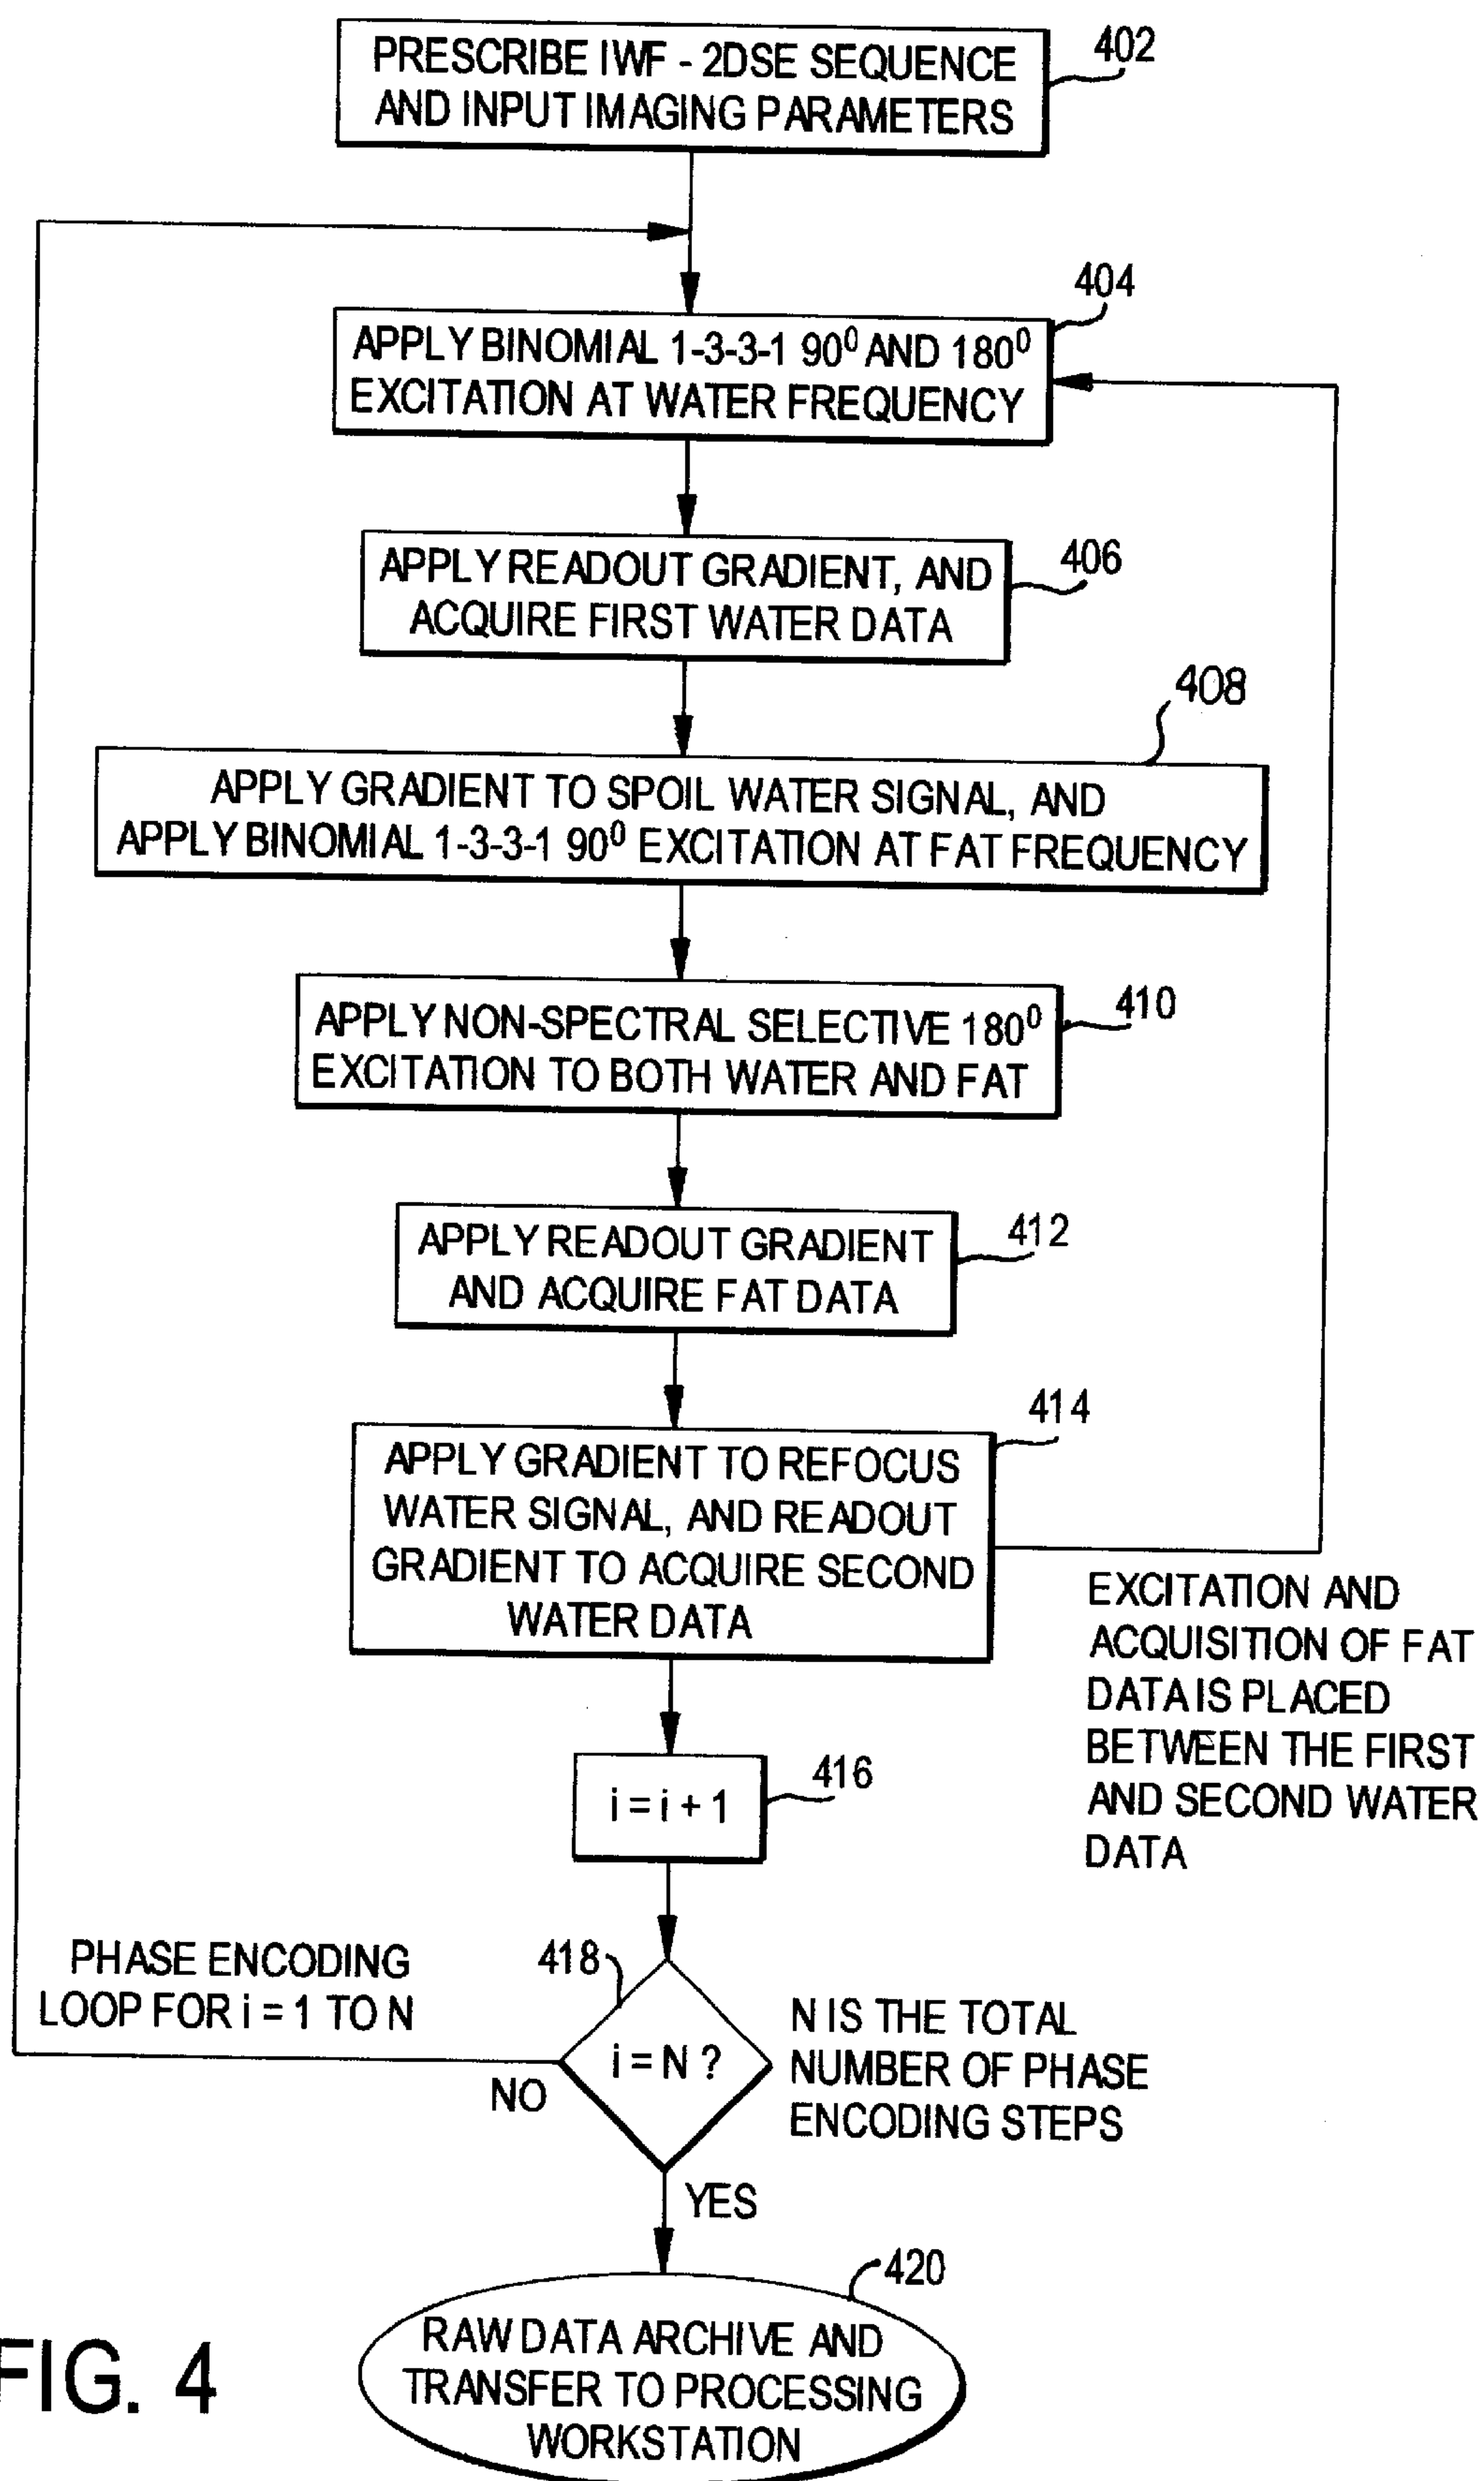 PRESCRIBE IWF - 2DSE SEQUENCE
AND INPUT IMAGING PARAMETERS
402
404
APPLY BINOMIAL 1-3-3-1 90⁰ AND 180⁰
EXCITATION AT WATER FREQUENCY
APPLY READOUT GRADIENT, AND
ACQUIRE FIRST WATER DATA
406
408
APPLY GRADIENT TO SPOIL WATER SIGNAL, AND
APPLY BINOMIAL 1-3-3-1 90⁰ EXCITATION AT FAT FREQUENCY
APPLY NON-SPECTRAL SELECTIVE 180⁰
EXCITATION TO BOTH WATER AND FAT
410
APPLY READOUT GRADIENT
AND ACQUIRE FAT DATA
412
414
APPLY GRADIENT TO REFOCUS
WATER SIGNAL, AND READOUT
GRADIENT TO ACQUIRE SECOND
WATER DATA
EXCITATION AND
ACQUISITION OF FAT
DATA IS PLACED
BETWEEN THE FIRST
AND SECOND WATER
DATA
i = i + 1
416
PHASE ENCODING
LOOP FOR i = 1 TO N
418
i = N ?
N IS THE TOTAL
NUMBER OF PHASE
ENCODING STEPS
NO
YES
420
RAW DATA ARCHIVE AND
TRANSFER TO PROCESSING
WORKSTATION
FIG. 4